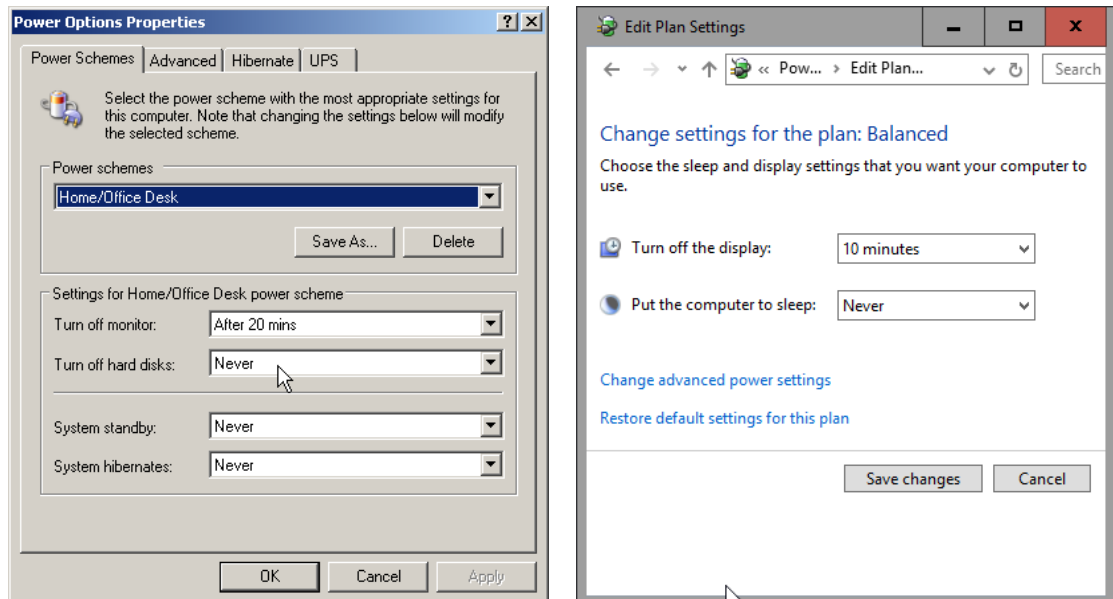 Power Options Properties
Power Schemes Advanced Hibernate UPS
Select the power scheme with the most appropriate settings for
this computer. Note that changing the settings below will modify
the selected scheme.
Power schemes
Home/Office Desk
Save As... Delete
Settings for Home/Office Desk power scheme
Turn off monitor: After 20 mins
Turn off hard disks: Never
System standby: Never
System hibernates: Never
OK Cancel Apply
Edit Plan Settings
« Pow... > Edit Plan... Search
Change settings for the plan: Balanced
Choose the sleep and display settings that you want your computer to
use.
Turn off the display: 10 minutes
Put the computer to sleep: Never
Change advanced power settings
Restore default settings for this plan
Save changes Cancel